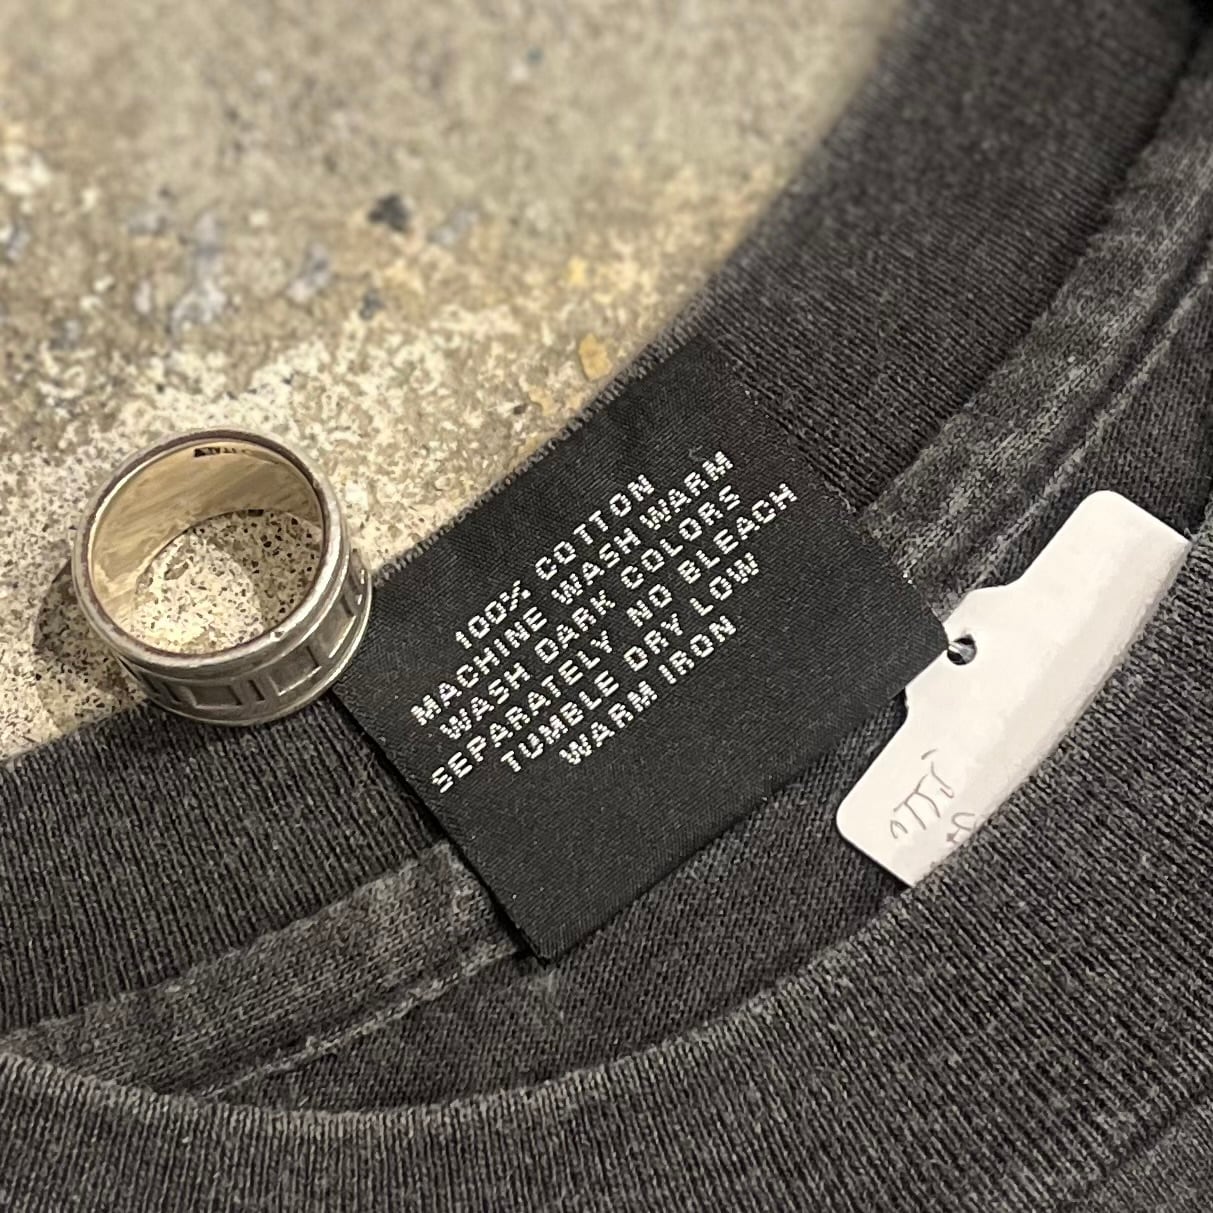 100% COTTON
MACHINE WASH WARM
WASH DARK COLORS
SEPARATELY NO BLEACH
TUMBLE DRY LOW
WARM IRON